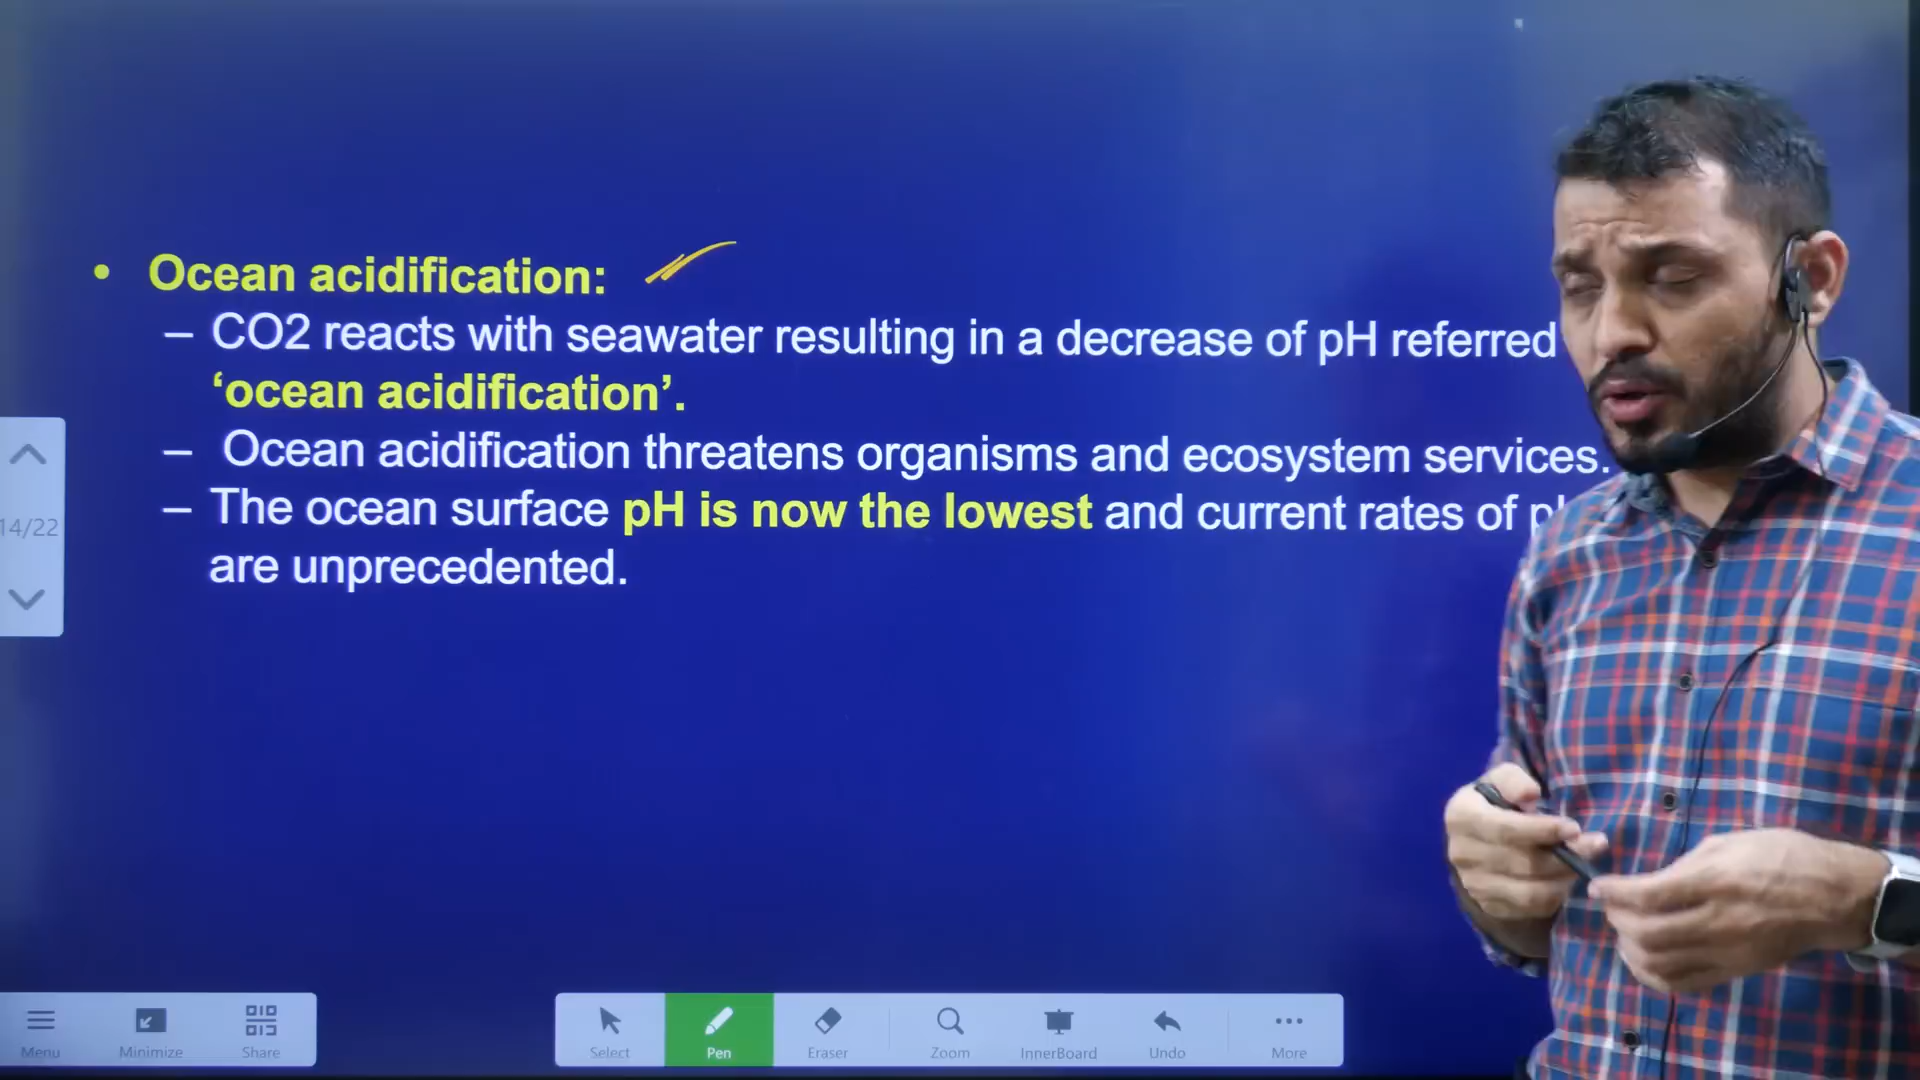 • Ocean acidification:
– CO2 reacts with seawater resulting in a decrease of pH referred
‘ocean acidification’.
– Ocean acidification threatens organisms and ecosystem services.
– The ocean surface pH is now the lowest and current rates of
are unprecedented.
14/22
Menu Minimize Share Select Pen Eraser Zoom InnerBoard Undo More